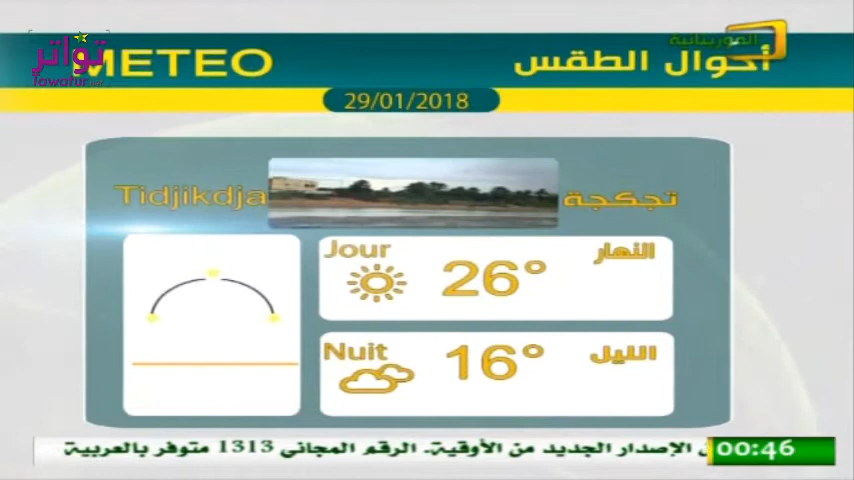 الموريتانية
تواتر
tawatur.net
METEO
أحوال الطقس
29/01/2018
Tidjikdja
تجكجة
Jour
26°
النهار
Nuit
16°
الليل
الإصدار الجديد من الأوقية. الرقم المجاني 1313 متوفر بالعربية
00:46